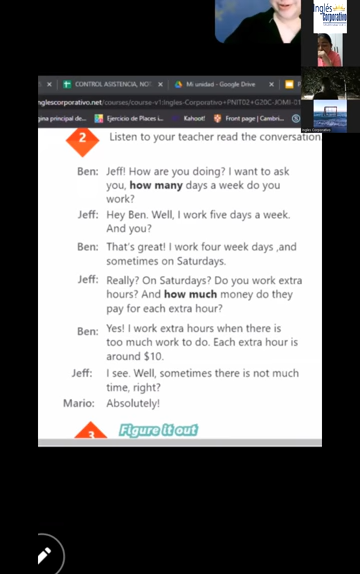 Inglés
Corporativo
CONTROL ASISTENCIA, NOT
Mi unidad - Google Drive
nglescorporativo.net/courses/course-v1:Ingles-Corporativo+PNIT02+G20C-JCIMI-01
gina principal de...
Ejercicio de Places i...
Kahoot!
Front page | Cambri...
Ingles Corporativo
2 Listen to your teacher read the conversation
Ben: Jeff! How are you doing? I want to ask
you, how many days a week do you
work?
Jeff: Hey Ben. Well, I work five days a week.
And you?
Ben: That's great! I work four week days ,and
sometimes on Saturdays.
Jeff: Really? On Saturdays? Do you work extra
hours? And how much money do they
pay for each extra hour?
Ben: Yes! I work extra hours when there is
too much work to do. Each extra hour is
around $10.
Jeff: I see. Well, sometimes there is not much
time, right?
Mario: Absolutely!
3 Figure it out